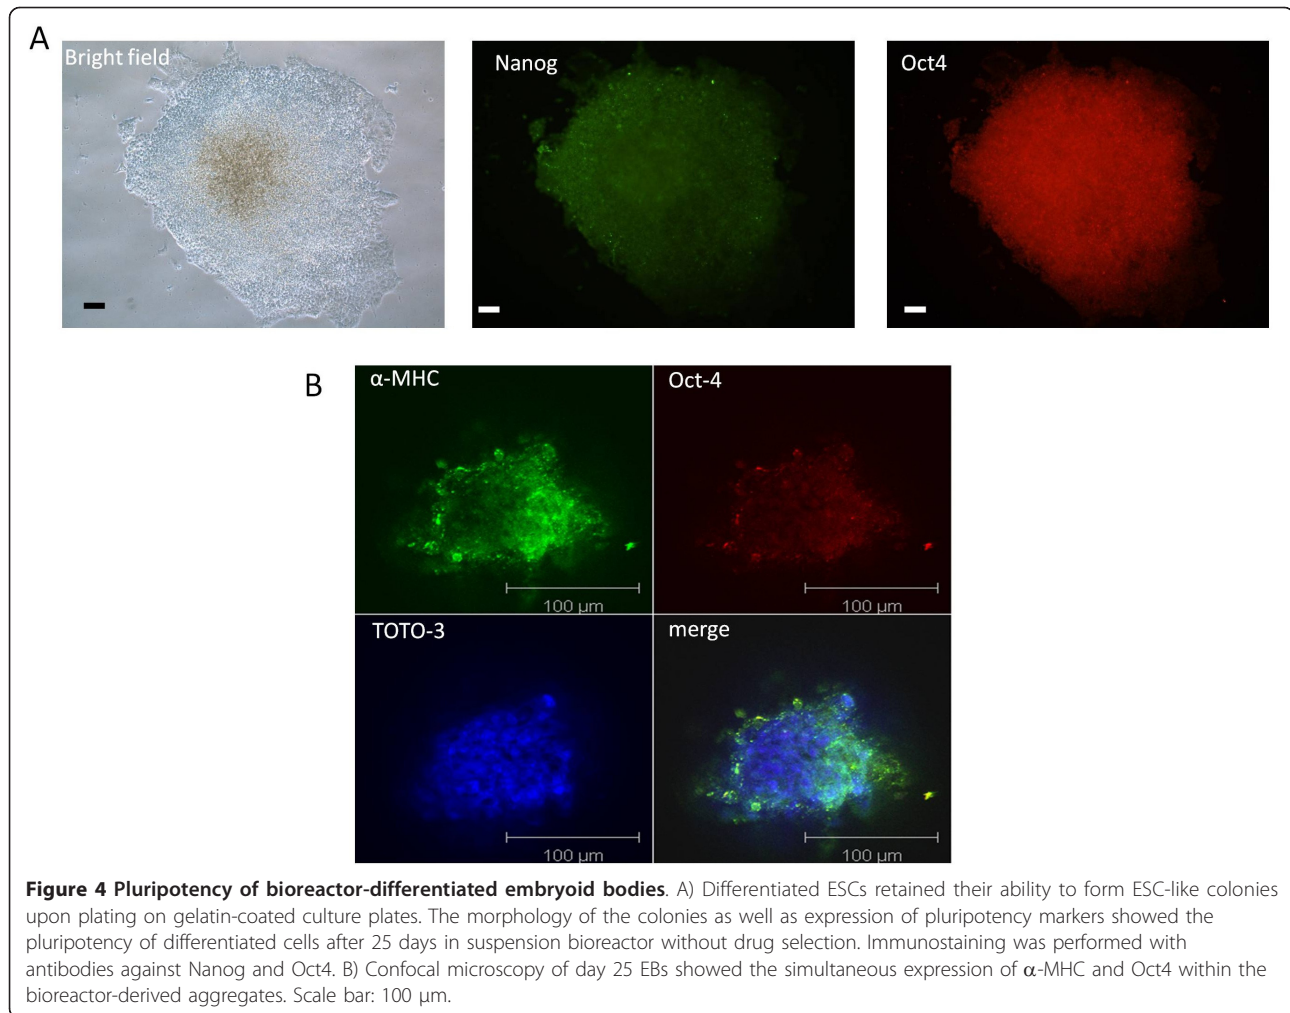 A
Bright field
Nanog
Oct4
B
α-MHC
Oct-4
100 µm
100 µm
TOTO-3
merge
100 µm
100 µm
Figure 4 Pluripotency of bioreactor-differentiated embryoid bodies. A) Differentiated ESCs retained their ability to form ESC-like colonies
upon plating on gelatin-coated culture plates. The morphology of the colonies as well as expression of pluripotency markers showed the
pluripotency of differentiated cells after 25 days in suspension bioreactor without drug selection. Immunostaining was performed with
antibodies against Nanog and Oct4. B) Confocal microscopy of day 25 EBs showed the simultaneous expression of α-MHC and Oct4 within the
bioreactor-derived aggregates. Scale bar: 100 µm.